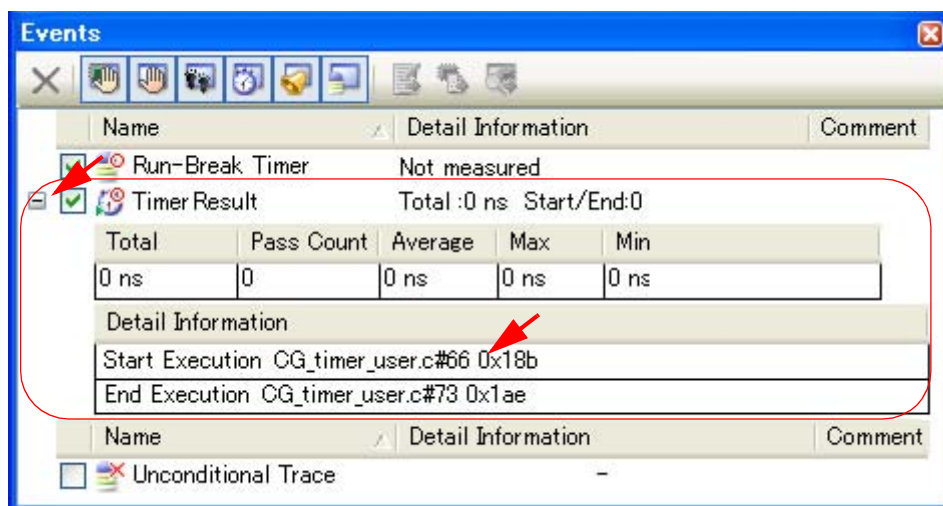 Events
Name Detail Information Comment
Run-Break Timer Not measured
Timer Result Total :0 ns Start/End:0
Total Pass Count Average Max Min
0 ns 0 0 ns 0 ns 0 ns
Detail Information
Start Execution CG_timer_user.c#66 0x18b
End Execution CG_timer_user.c#73 0x1ae
Name Detail Information Comment
Unconditional Trace -